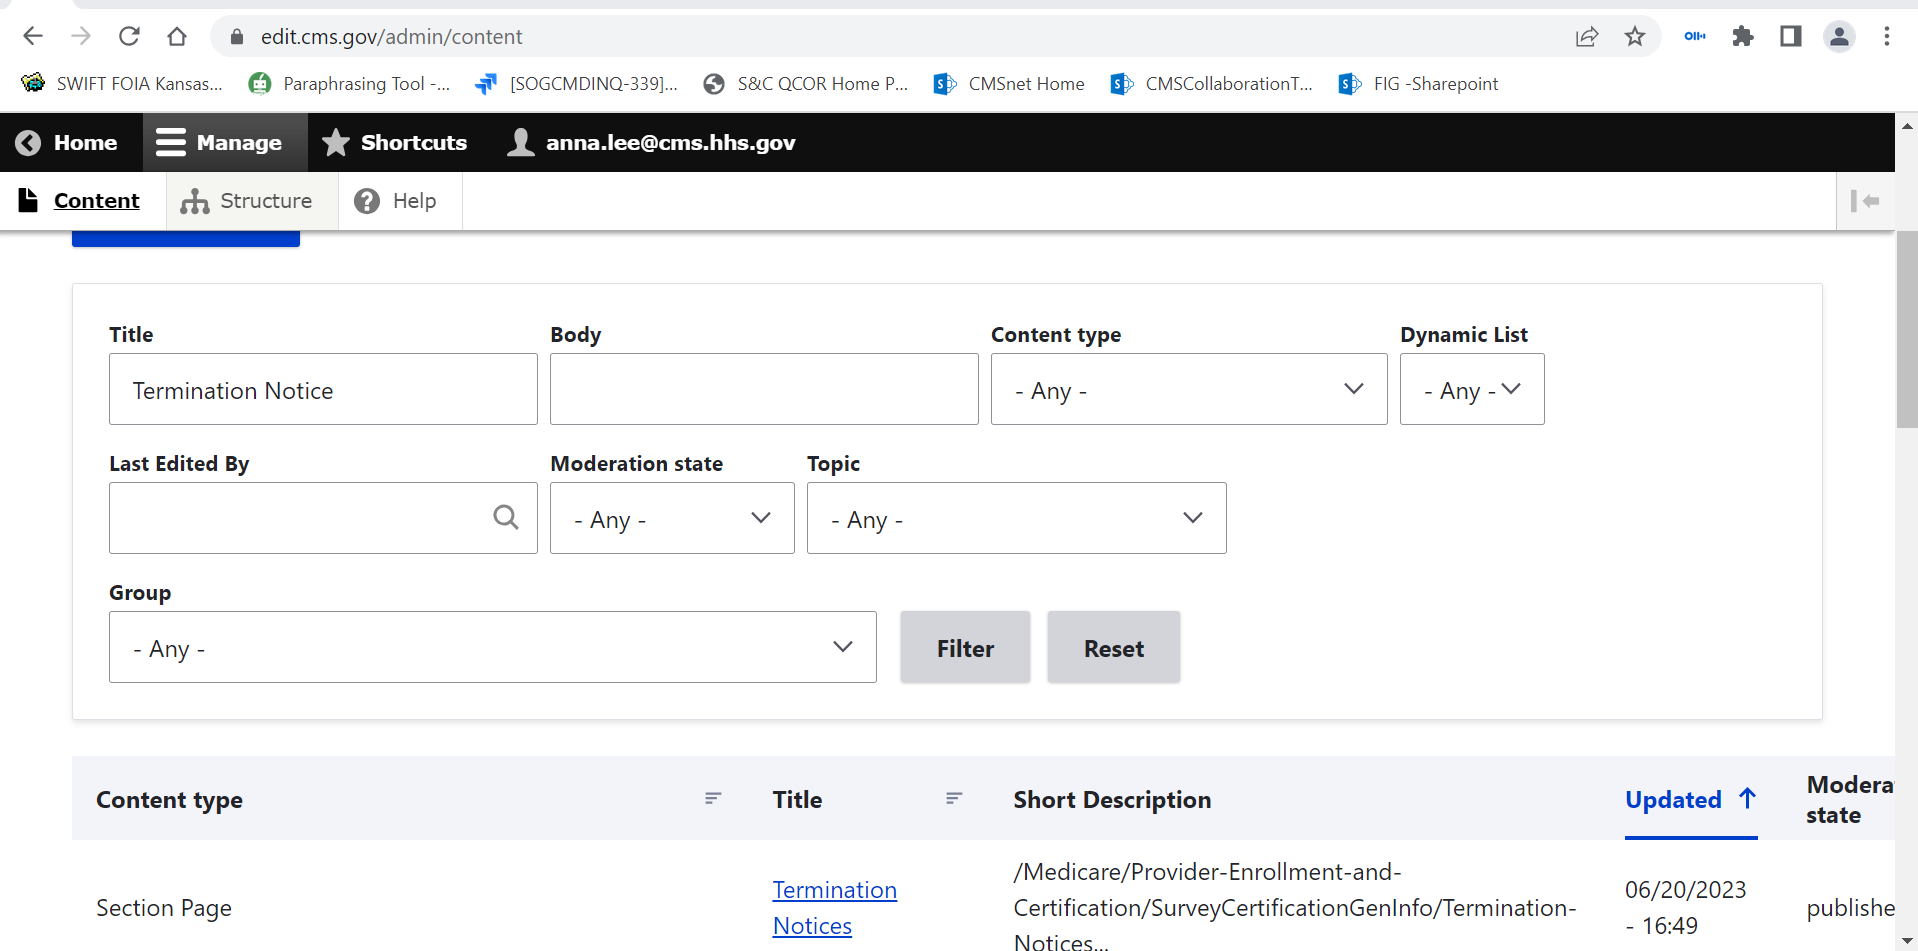 edit.cms.gov/admin/content
SWIFT FOIA Kansas... Paraphrasing Tool -... [SOGCMDINQ-339]... S&C QCOR Home P... CMSnet Home CMSCollaborationT... FIG -Sharepoint
Home Manage Shortcuts anna.lee@cms.hhs.gov
Content Structure Help
Title Body Content type Dynamic List
Termination Notice - Any - - Any -
Last Edited By Moderation state Topic
- Any - - Any -
Group
- Any - Filter Reset
Content type Title Short Description Updated Modera
state
Section Page
Termination
Notices
/Medicare/Provider-Enrollment-and-
Certification/SurveyCertificationGenInfo/Termination-
Notices...
06/20/2023
- 16:49
publishe